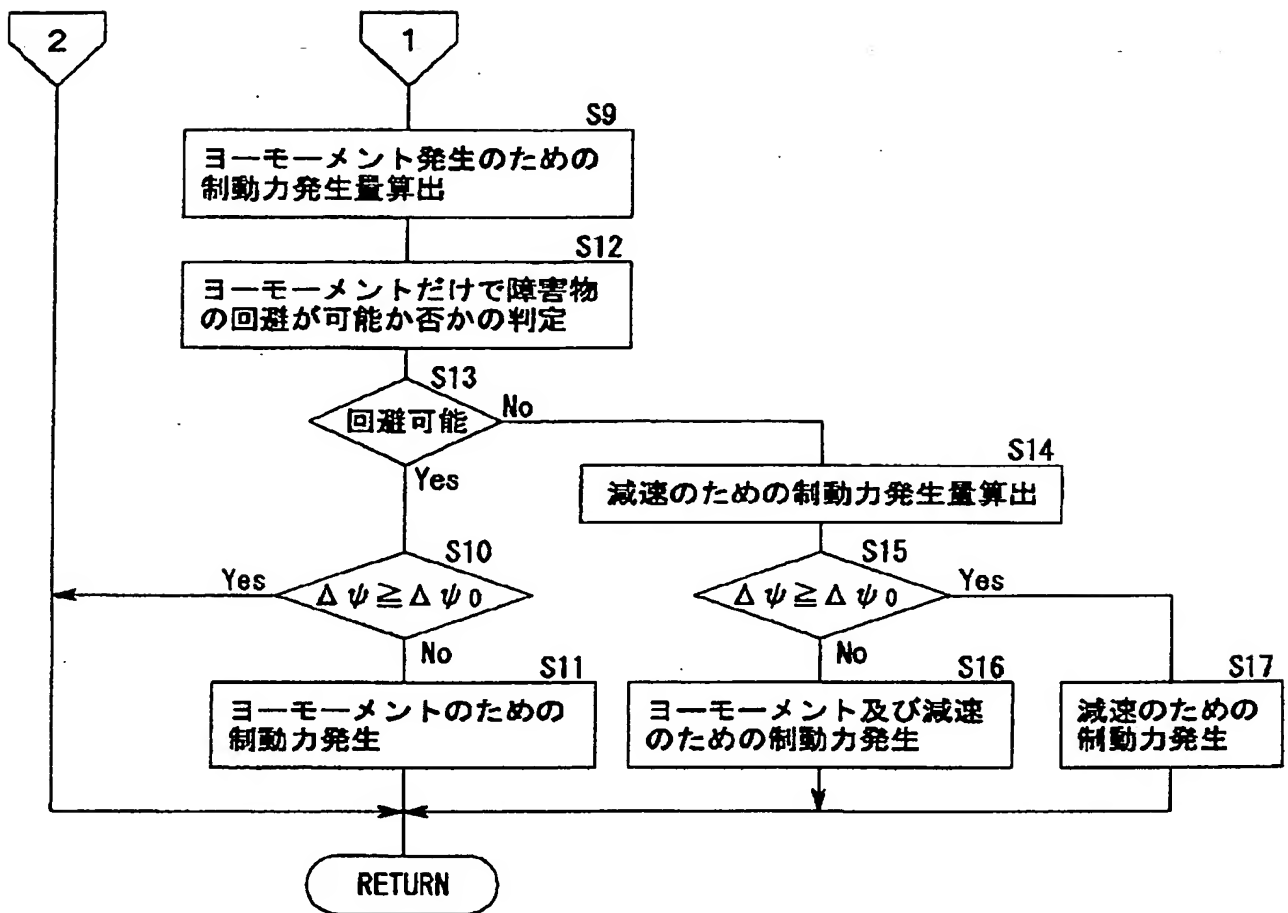 2
1
S9
ヨーモーメント発生のための
制動力発生量算出
S12
ヨーモーメントだけで障害物
の回避が可能か否かの判定
S13
回避可能
No
Yes
S14
減速のための制動力発生量算出
S10
Δψ≧Δψ0
Yes
No
S15
Δψ≧Δψ0
Yes
No
S11
ヨーモーメントのための
制動力発生
S16
ヨーモーメント及び減速
のための制動力発生
S17
減速のための
制動力発生
RETURN